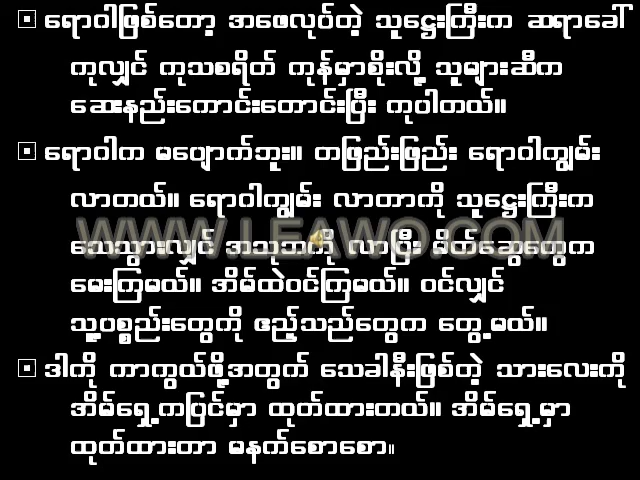 ရောဂါဖြစ်တော့ အဖေလုပ်တဲ့ သူဋ္ဌေးကြီးက ဆရာခေါ်
ကုလျှင် ကုသစရိတ် ကုန်မှာစိုးလို့ သူများဆီက
ဆေးနည်းကောင်းတောင်းပြီး ကုပါတယ်။
ရောဂါက မပျောက်ဘူး။ တဖြည်းဖြည်း ရောဂါကျွမ်း
လာတယ်။ ရောဂါကျွမ်း လာတာကို သူဋ္ဌေးကြီးက
WWW.LEAWO.COM
သေသွားလျှင် အသုဘကို လာပြီး မိတ်ဆွေတွေက
မေးကြမယ်။ အိမ်ထဲဝင်ကြမယ်။ ဝင်လျှင်
သူ့ပစ္စည်းတွေကို ဧည့်သည်တွေက တွေ့မယ်။
ဒါကို ကာကွယ်ဖို့အတွက် သေခါနီးဖြစ်တဲ့ သားလေးကို
အိမ်ရှေ့ကပြင်မှာ ထုတ်ထားတယ်။ အိမ်ရှေ့မှာ
ထုတ်ထားတာ မနက်စောစော။